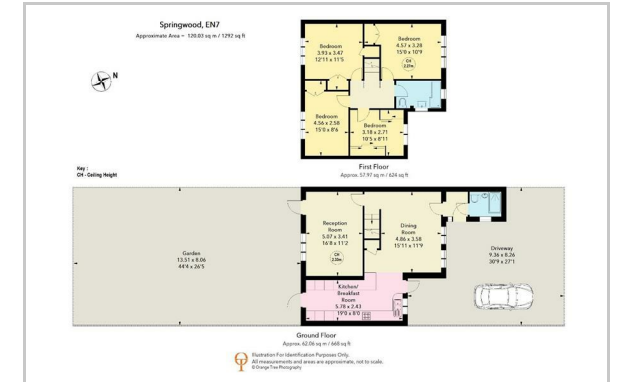 Springwood, EN7
Approximate Area = 120.03 sq m / 1292 sq ft
N
Bedroom
3.93 x 3.47
12'11 x 11'5
Bedroom
4.57 x 3.28
15'0 x 10'9
CH
Bedroom
4.56 x 2.58
15'0 x 8'6
Bedroom
3.18 x 2.71
10'5 x 8'11
Key :
CH - Ceiling Height
First Floor
Approx. 57.97 sq m / 624 sq ft
Reception
Room
5.07 x 3.41
16'8 x 11'2
CH
Dining
Room
4.86 x 3.58
15'11 x 11'9
Garden
13.51 x 8.06
44'4 x 26'5
Driveway
9.36 x 8.26
30'9 x 27'1
Kitchen/
Breakfast
Room
5.78 x 2.43
19'0 x 8'0
Ground Floor
Approx. 62.06 sq m / 668 sq ft
Illustration For Identification Purposes Only.
All measurements and areas are approximate, not to scale.
© Orange Tree Photography